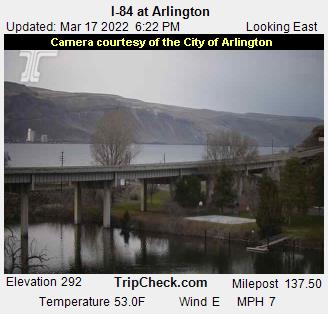 I-84 at Arlington
Updated: Mar 17 2022 6:22 PM Looking East
Camera courtesy of the City of Arlington
Elevation 292 TripCheck.com Milepost 137.50
Temperature 53.0F Wind E MPH 7